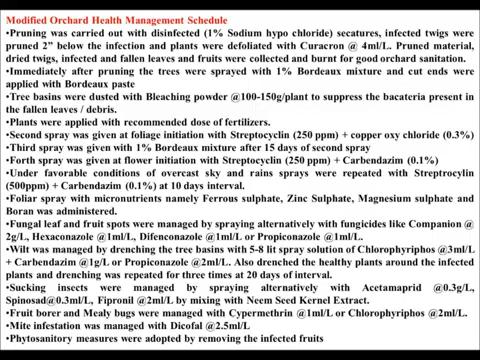 Modified Orchard Health Management Schedule
•Pruning was carried out with disinfected (1% Sodium hypo chloride) secatures, infected twigs were
pruned 2” below the infection and plants were defoliated with Curacron @ 4ml/L. Pruned material,
dried twigs, infected and fallen leaves and fruits were collected and burnt for good orchard sanitation.
•Immediately after pruning the trees were sprayed with 1% Bordeaux mixture and cut ends were
applied with Bordeaux paste
•Tree basins were dusted with Bleaching powder @100-150g/plant to suppress the bacateria present in
the fallen leaves / debris.
•Plants were applied with recommended dose of fertilizers.
•Second spray was given at foliage initiation with Streptocyclin (250 ppm) + copper oxy chloride (0.3%)
•Third spray was given with 1% Bordeaux mixture after 15 days of second spray
•Forth spray was given at flower initiation with Streptocyclin (250 ppm) + Carbendazim (0.1%)
•Under favorable conditions of overcast sky and rains sprays were repeated with Streptroyclin
(500ppm) + Carbendazim (0.1%) at 10 days interval.
•Foliar spray with micronutrients namely Ferrous sulphate, Zinc Sulphate, Magnesium sulphate and
Boran was administered.
•Fungal leaf and fruit spots were managed by spraying alternatively with fungicides like Companion @
2g/L, Hexaconazole @1ml/L, Difenconazole @1ml/L or Propiconazole @1ml/L.
•Wilt was managed by drenching the tree basins with 5-8 lit spray solution of Chlorophyriphos @3ml/L
+ Carbendazim @1g/L or Propiconazole @2ml/L. Also drenched the healthy plants around the infected
plants and drenching was repeated for three times at 20 days of interval.
•Sucking insects were managed by spraying alternatively with Acetamaprid @0.3g/L,
Spinosad@0.3ml/L, Fipronil @2ml/L by mixing with Neem Seed Kernel Extract.
•Fruit borer and Mealy bugs were managed with Cypermethrin @1ml/L or Chlorophyriphos @2ml/L.
•Mite infestation was managed with Dicofal @2.5ml/L
•Phytosanitory measures were adopted by removing the infected fruits